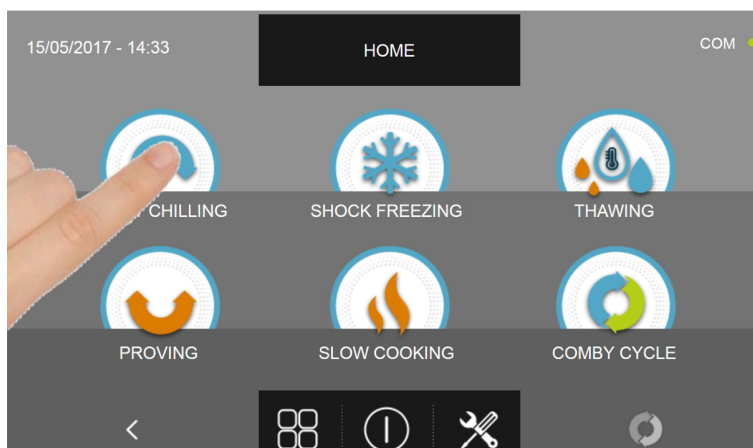 15/05/2017 - 14:33
HOME
COM
CHILLING
SHOCK FREEZING
THAWING
PROVING
SLOW COOKING
COMBY CYCLE